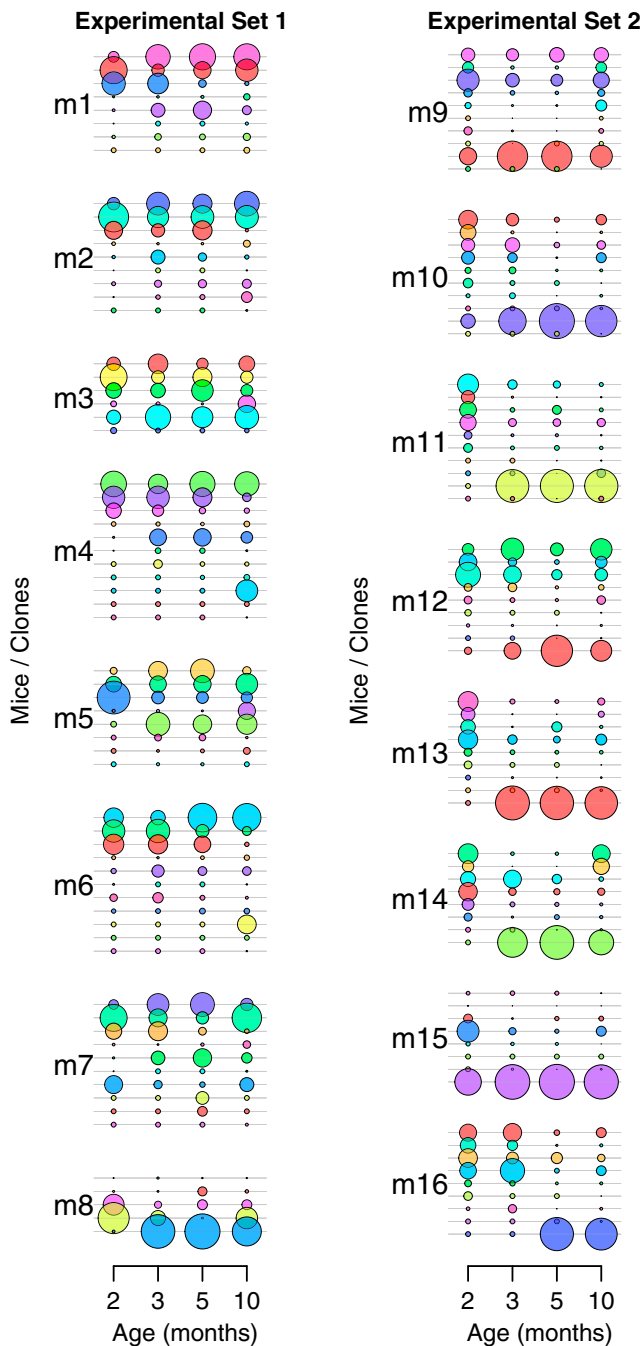 Experimental Set 1
m1
m2
m3
m4
m5
m6
m7
m8
Mice / Clones
2 3 5 10
Age (months)
Experimental Set 2
m9
m10
m11
m12
m13
m14
m15
m16
Mice / Clones
2 3 5 10
Age (months)